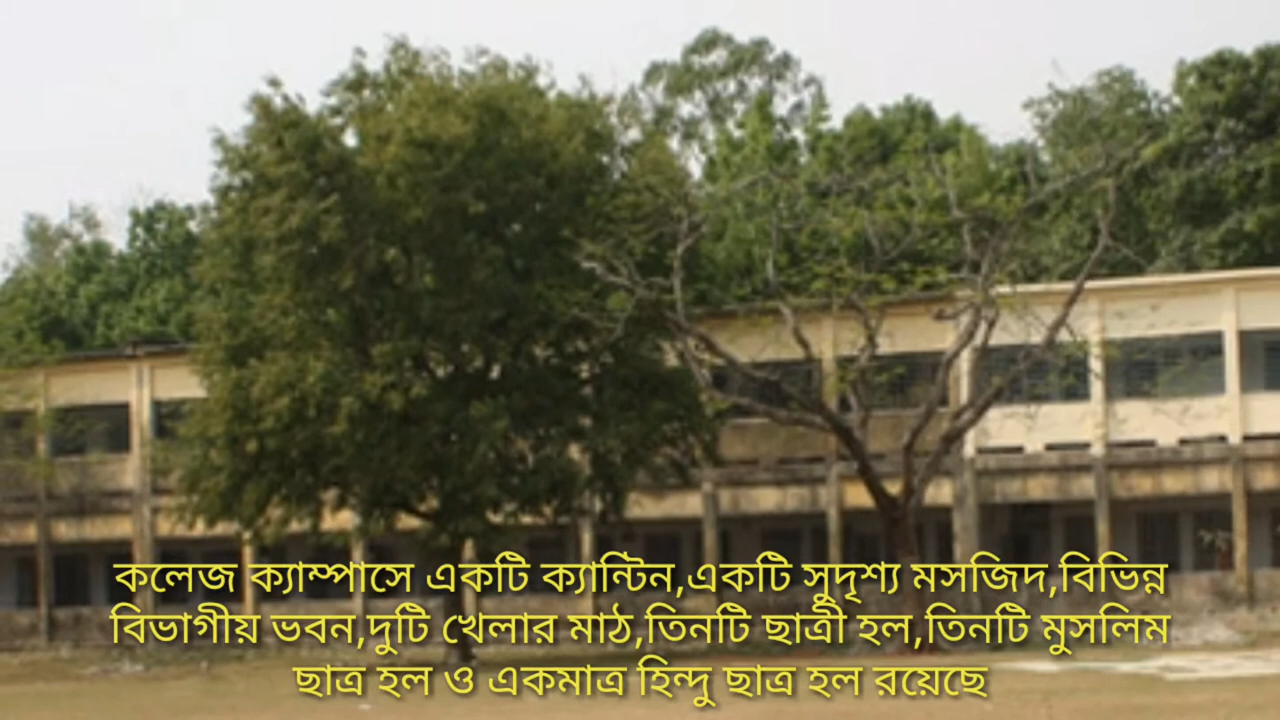 কলেজ ক্যাম্পাসে একটি ক্যান্টিন,একটি সুদৃশ্য মসজিদ,বিভিন্ন
বিভাগীয় ভবন,দুটি খেলার মাঠ,তিনটি ছাত্রী হল,তিনটি মুসলিম
ছাত্র হল ও একমাত্র হিন্দু ছাত্র হল রয়েছে